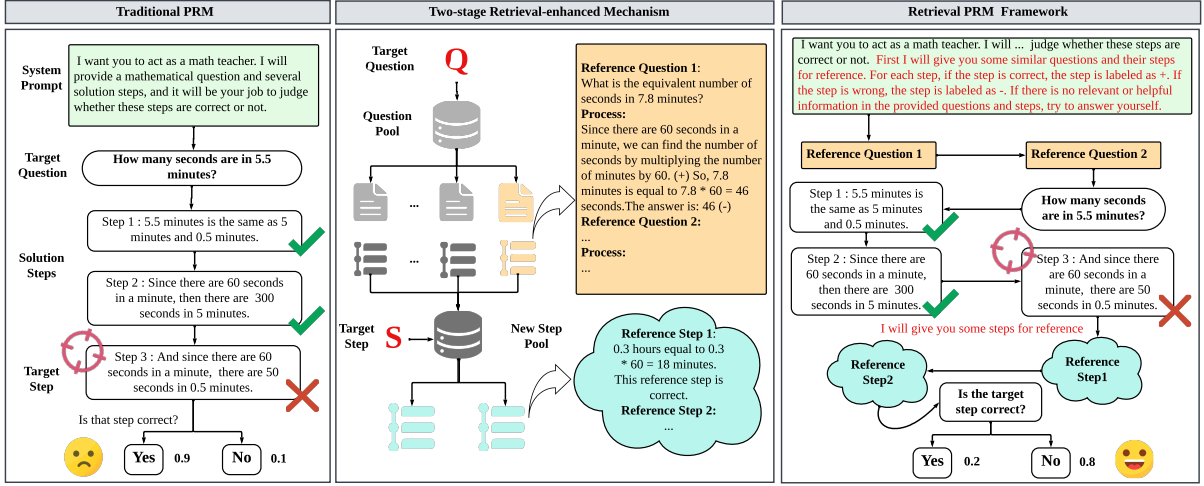 Traditional PRM
System
Prompt
I want you to act as a math teacher. I will
provide a mathematical question and several
solution steps, and it will be your job to judge
whether these steps are correct or not.
Target
Question
How many seconds are in 5.5
minutes?
Solution
Steps
Step 1 : 5.5 minutes is the same as 5
minutes and 0.5 minutes.
Step 2 : Since there are 60 seconds
in a minute, then there are 300
seconds in 5 minutes.
Target
Step
Step 3 : And since there are 60
seconds in a minute, there are 50
seconds in 0.5 minutes.
Is that step correct?
Yes
0.9
No
0.1
Two-stage Retrieval-enhanced Mechanism
Target
Question
Q
Question
Pool
...
...
Target
Step
S
New Step
Pool
Reference Question 1:
What is the equivalent number of
seconds in 7.8 minutes?
Process:
Since there are 60 seconds in a
minute, we can find the number of
seconds by multiplying the number
of minutes by 60. (+) So, 7.8
minutes is equal to 7.8 * 60 = 46
seconds.The answer is: 46 (-)
Reference Question 2:
...
Process:
...
Reference Step 1:
0.3 hours equal to 0.3
* 60 = 18 minutes.
This reference step is
correct.
Reference Step 2:
...
Retrieval PRM Framework
I want you to act as a math teacher. I will ... judge whether these steps are
correct or not. First I will give you some similar questions and their steps
for reference. For each step, if the step is correct, the step is labeled as +. If
the step is wrong, the step is labeled as -. If there is no relevant or helpful
information in the provided questions and steps, try to answer yourself.
Reference Question 1
Reference Question 2
How many seconds
are in 5.5 minutes?
Step 1 : 5.5 minutes is
the same as 5 minutes
and 0.5 minutes.
Step 2 : Since there are
60 seconds in a minute,
then there are 300
seconds in 5 minutes.
Step 3 : And since there
are 60 seconds in a
minute, there are 50
seconds in 0.5 minutes.
I will give you some steps for reference
Reference
Step1
Reference
Step2
Is the target
step correct?
Yes
0.2
No
0.8